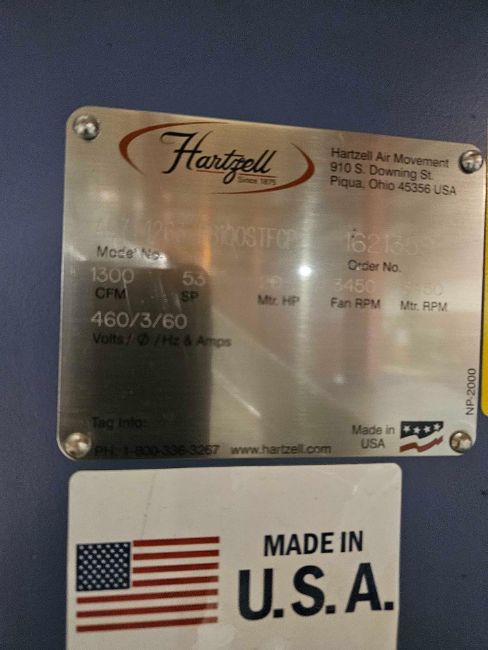 Hartzell
Since 1875
Hartzell Air Movement
910 S. Downing St.
Piqua, Ohio 45356 USA
Model No.
Order No.
1300 53 3450
CFM SP Mtr. HP Fan RPM Mtr. RPM
460/3/60
Volts / Ø / Hz & Amps
NP-2000
Tag Info:
Made in
USA
PH: 1-800-336-3267 www.hartzell.com
MADE IN
U.S.A.